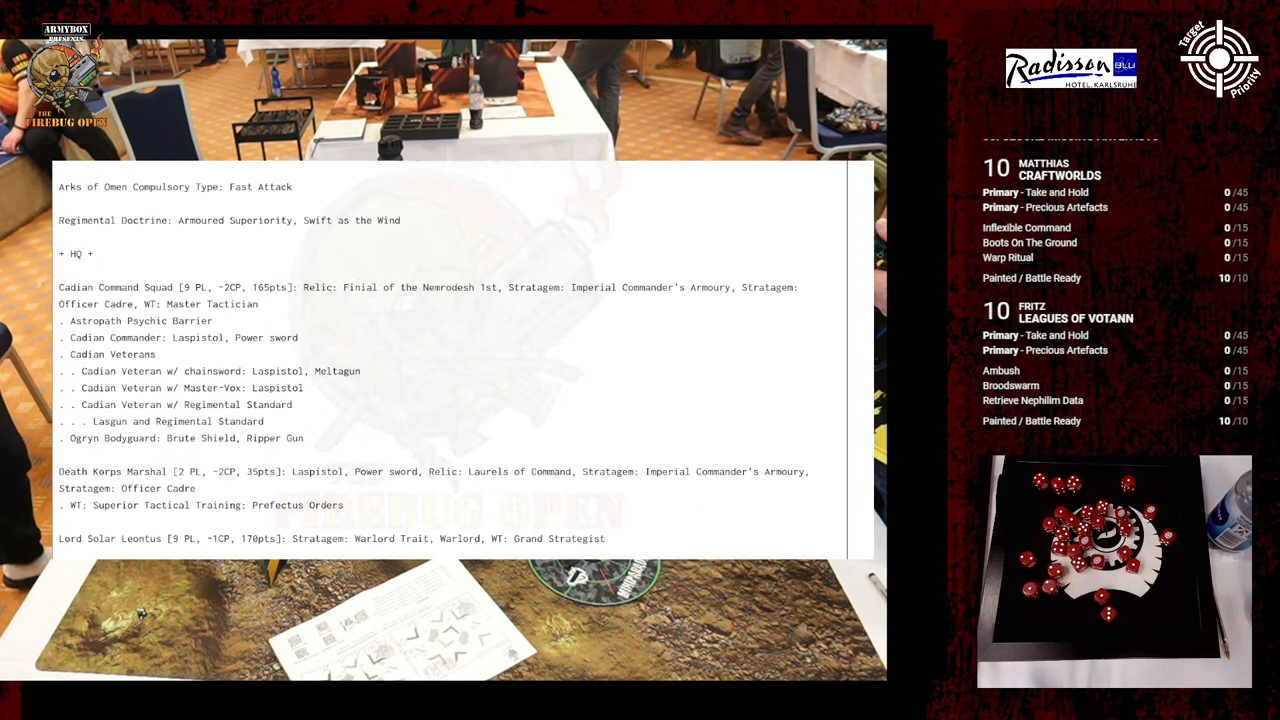 ARMYBOX
PRESENTS
THE
FIREBUG OPEN
Arks of Omen Compulsory Type: Fast Attack
Regimental Doctrine: Armoured Superiority, Swift as the Wind
+ HQ +
Cadian Command Squad [9 PL, -2CP, 165pts]: Relic: Finial of the Nemrodesh 1st, Stratagem: Imperial Commander's Armoury, Stratagem:
Officer Cadre, WT: Master Tactician
. Astropath Psychic Barrier
. Cadian Commander: Laspistol, Power sword
. Cadian Veterans
. . Cadian Veteran w/ chainsword: Laspistol, Meltagun
. . Cadian Veteran w/ Master-Vox: Laspistol
. . Cadian Veteran w/ Regimental Standard
. . . Lasgun and Regimental Standard
. Ogryn Bodyguard: Brute Shield, Ripper Gun
Death Korps Marshal [2 PL, -2CP, 35pts]: Laspistol, Power sword, Relic: Laurels of Command, Stratagem: Imperial Commander's Armoury,
Stratagem: Officer Cadre
. WT: Superior Tactical Training: Prefectus Orders
FIREBUG OPEN
Lord Solar Leontus [9 PL, -1CP, 170pts]: Stratagem: Warlord Trait, Warlord, WT: Grand Strategist
Radisson
BLU
HOTEL, KARLSRUHE
Target
Priority
10 MATTHIAS
CRAFTWORLDS
Primary - Take and Hold 0 /45
Primary - Precious Artefacts 0 /45
Inflexible Command 0 /15
Boots On The Ground 0 /15
Warp Ritual 0 /15
Painted / Battle Ready 10 /10
10 FRITZ
LEAGUES OF VOTANN
Primary - Take and Hold 0 /45
Primary - Precious Artefacts 0 /45
Ambush 0 /15
Broodswarm 0 /15
Retrieve Nephilim Data 0 /15
Painted / Battle Ready 10 /10